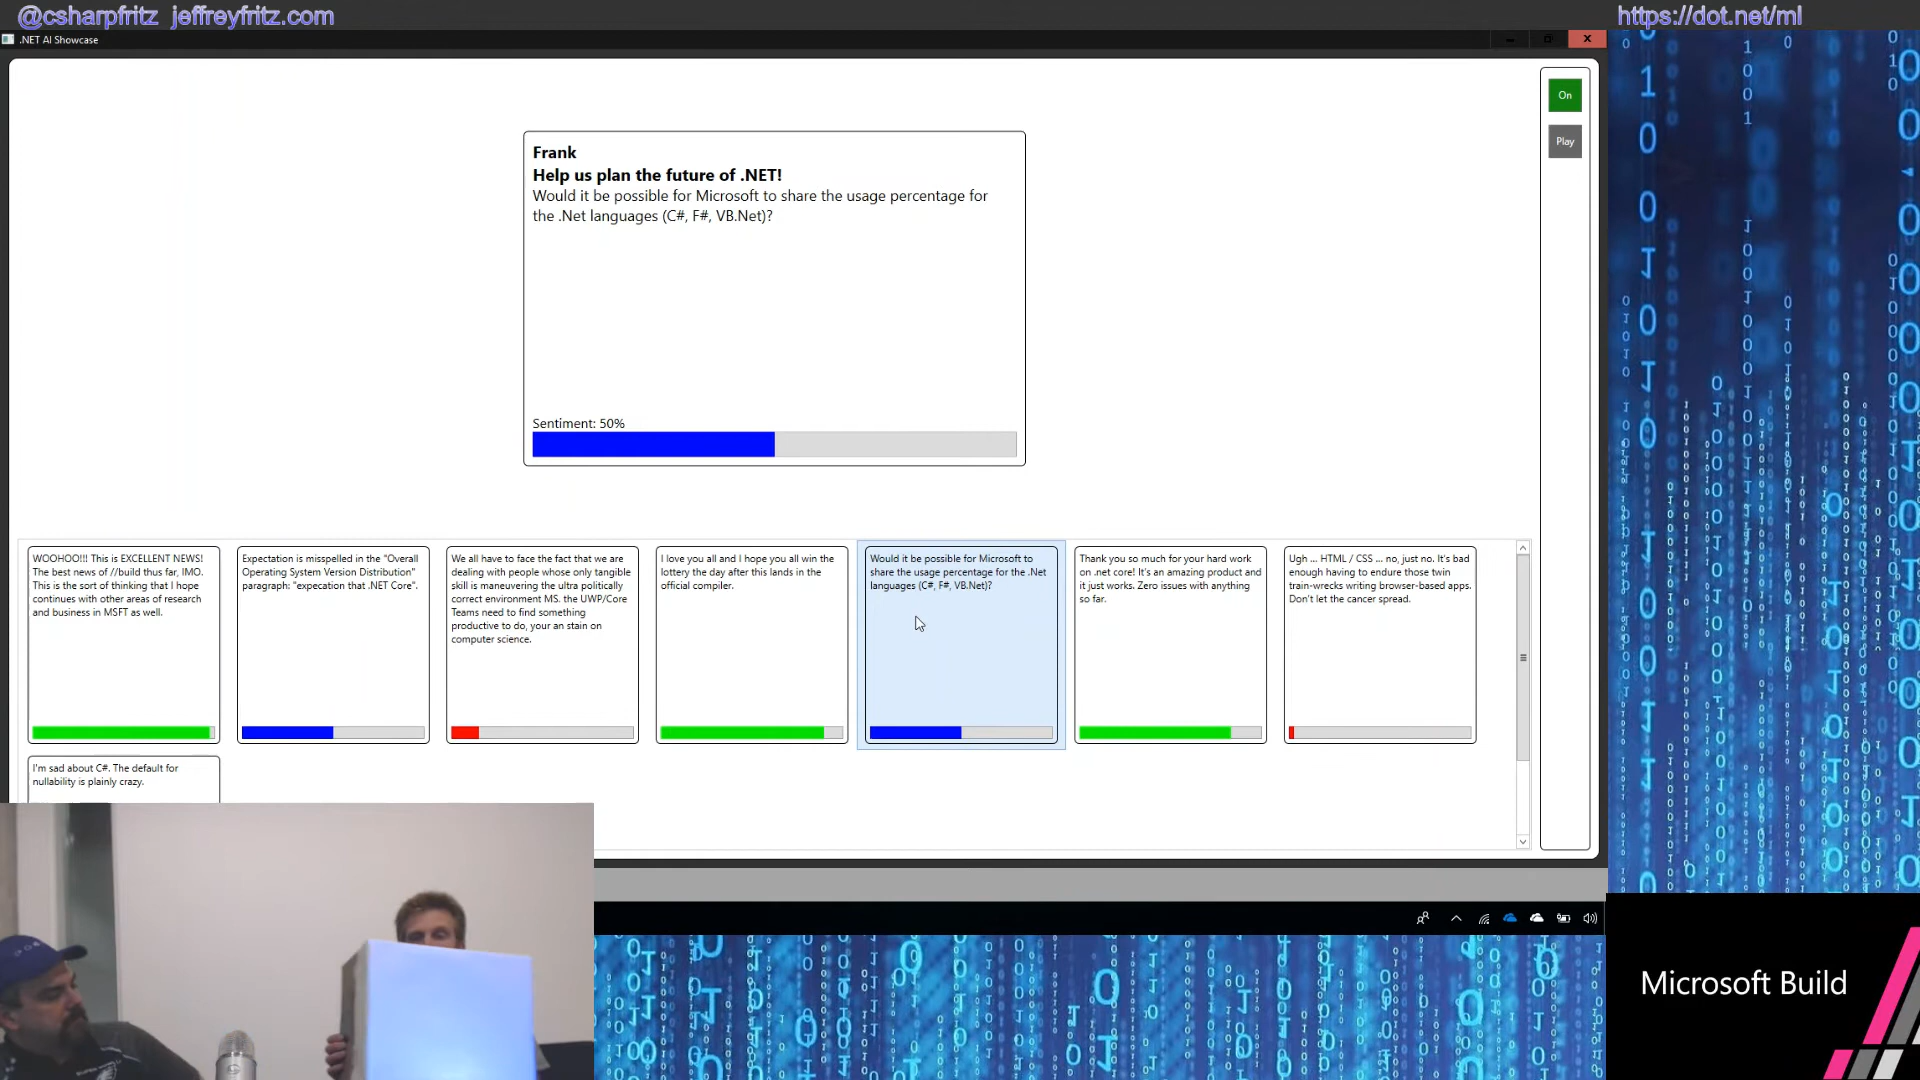 @csharpfritz jeffreyfritz.com
https://dot.net/ml
.NET AI Showcase
On
Play
Frank
Help us plan the future of .NET!
Would it be possible for Microsoft to share the usage percentage for
the .Net languages (C#, F#, VB.Net)?
Sentiment: 50%
WOOHOO!!! This is EXCELLENT NEWS!
The best news of //build thus far, IMO.
This is the sort of thinking that I hope
continues with other areas of research
and business in MSFT as well.
Expectation is misspelled in the "Overall
Operating System Version Distribution"
paragraph: "expecation that .NET Core".
We all have to face the fact that we are
dealing with people whose only tangible
skill is maneuvering the ultra politically
correct environment MS. the UWP/Core
Teams need to find something
productive to do, your an stain on
computer science.
I love you all and I hope you all win the
lottery the day after this lands in the
official compiler.
Would it be possible for Microsoft to
share the usage percentage for the .Net
languages (C#, F#, VB.Net)?
Thank you so much for your hard work
on .net core! It's an amazing product and
it just works. Zero issues with anything
so far.
Ugh ... HTML / CSS ... no, just no. It's bad
enough having to endure those twin
train-wrecks writing browser-based apps.
Don't let the cancer spread.
I'm sad about C#. The default for
nullability is plainly crazy.
Microsoft Build